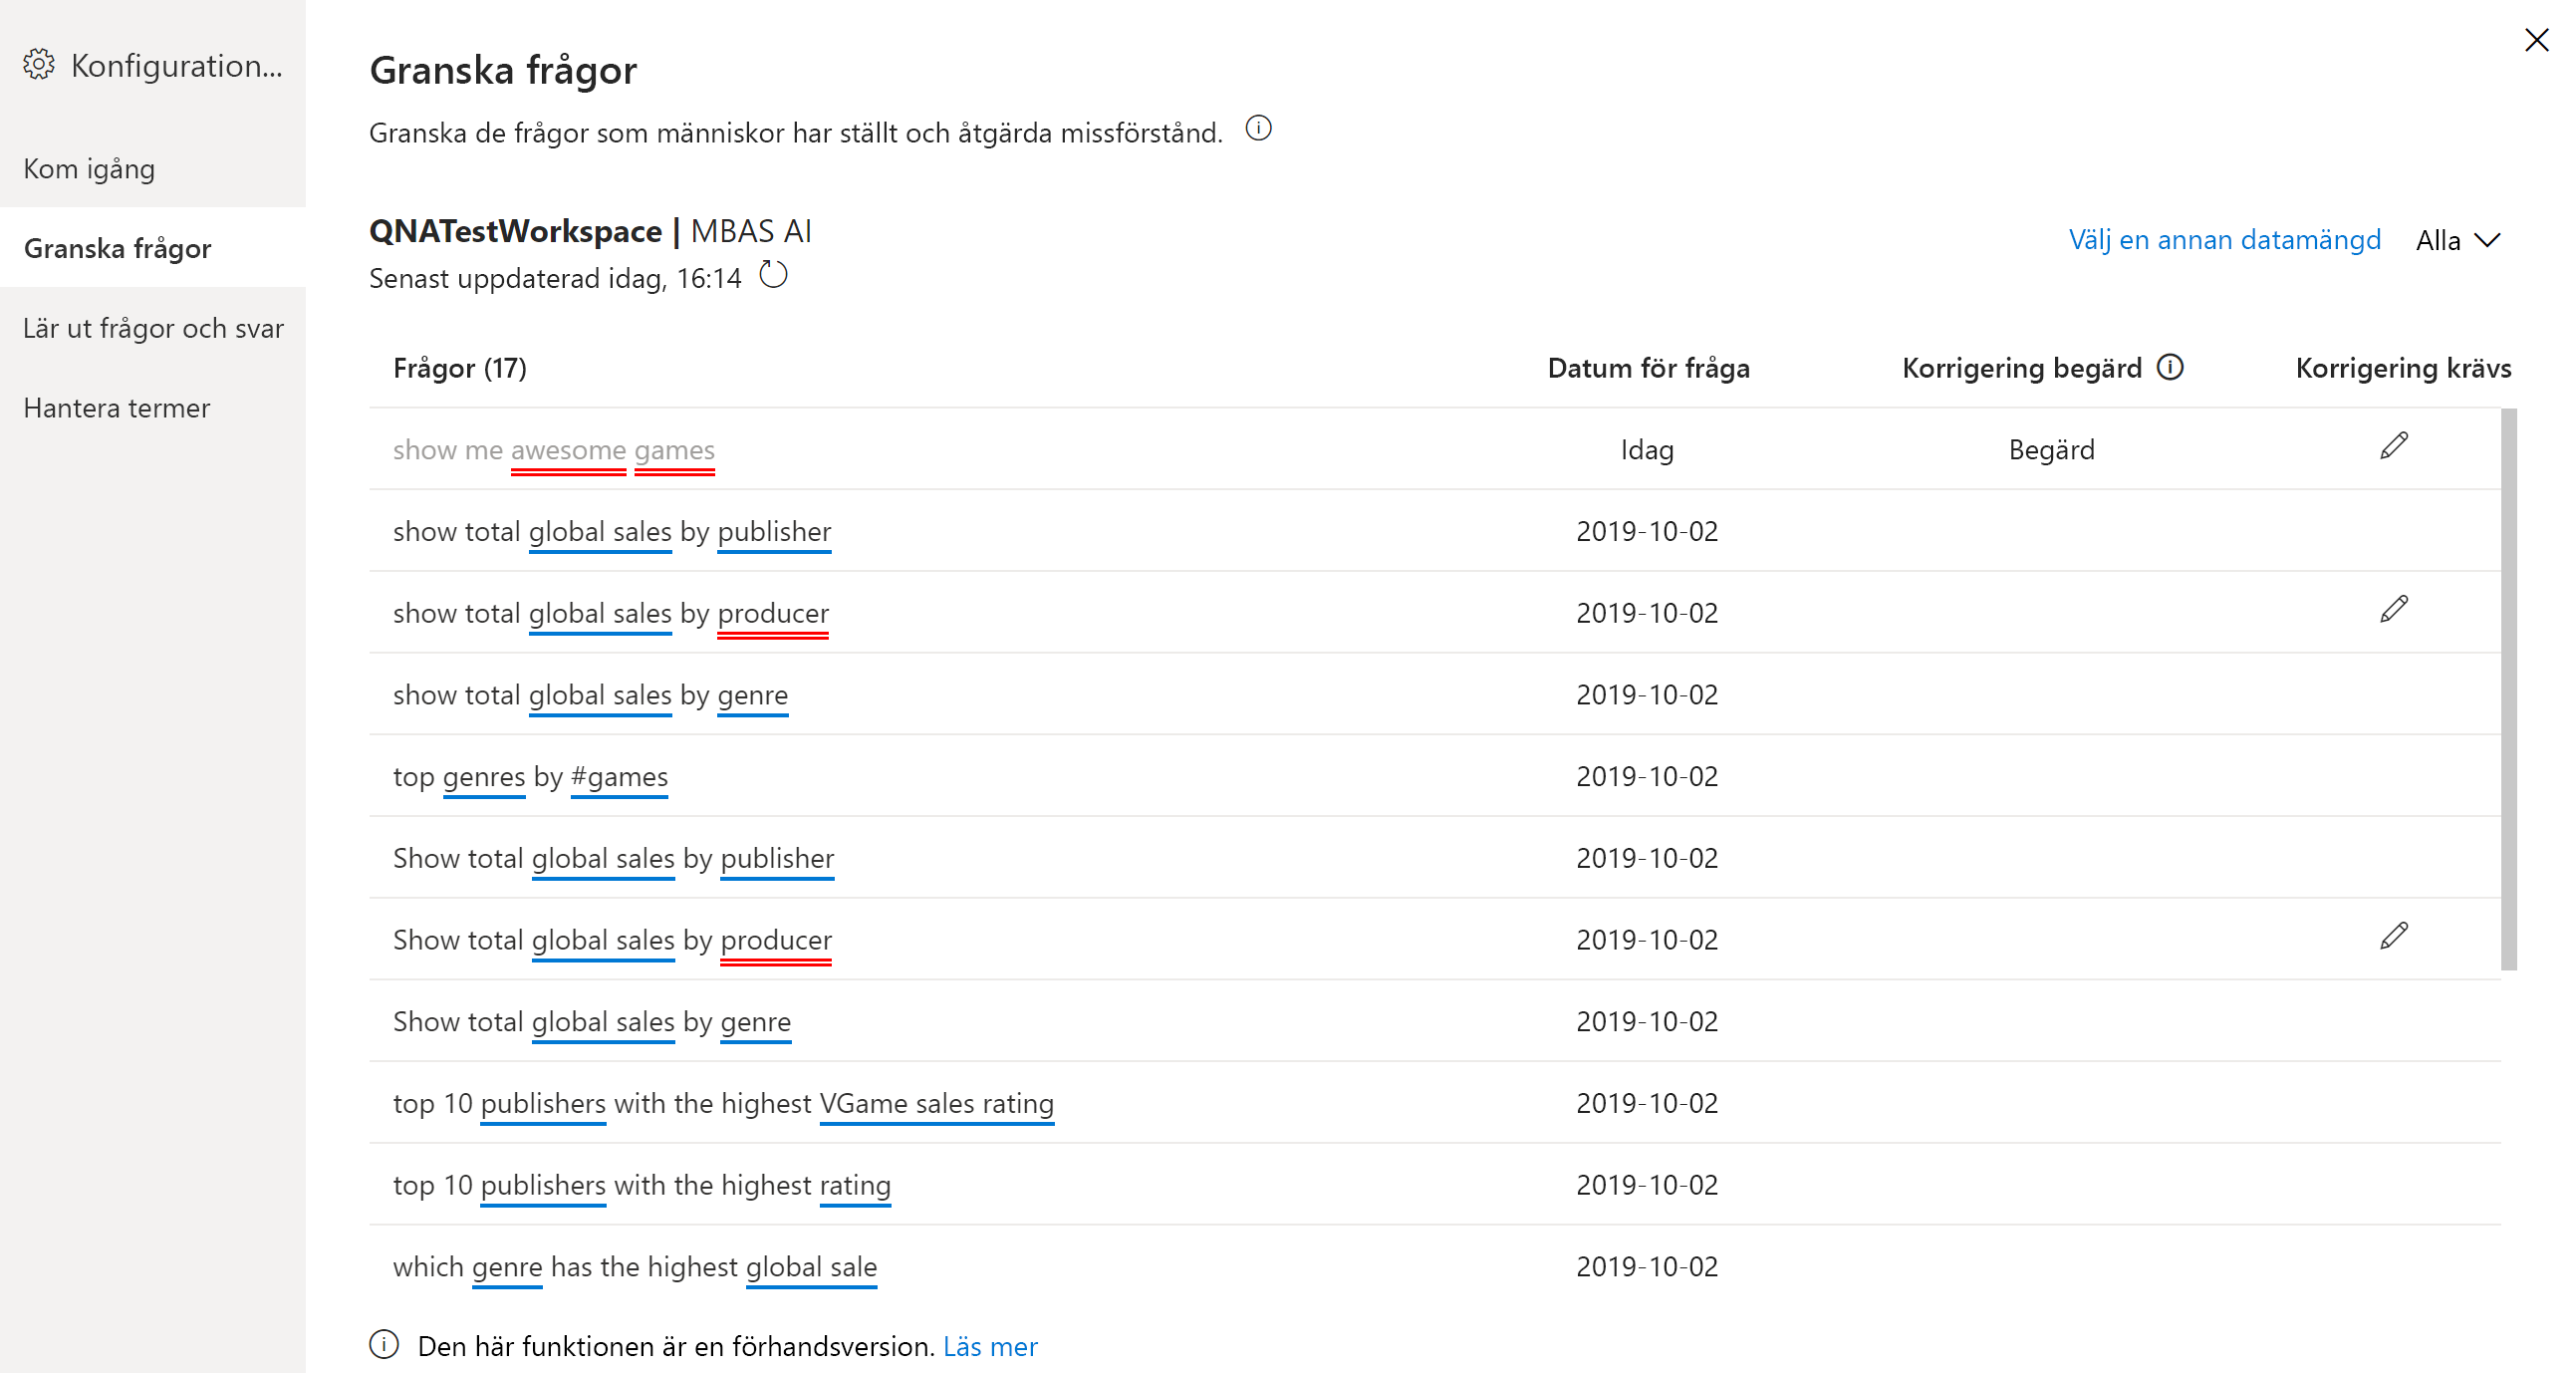 Konfiguration...
Kom igång
Granska frågor
Lär ut frågor och svar
Hantera termer
Granska frågor
Granska de frågor som människor har ställt och åtgärda missförstånd.
QNATestWorkspace | MBAS AI
Senast uppdaterad idag, 16:14
Välj en annan datamängd Alla
Frågor (17) Datum för fråga Korrigering begärd Korrigering krävs
show me awesome games Idag Begärd
show total global sales by publisher 2019-10-02
show total global sales by producer 2019-10-02
show total global sales by genre 2019-10-02
top genres by #games 2019-10-02
Show total global sales by publisher 2019-10-02
Show total global sales by producer 2019-10-02
Show total global sales by genre 2019-10-02
top 10 publishers with the highest VGame sales rating 2019-10-02
top 10 publishers with the highest rating 2019-10-02
which genre has the highest global sale 2019-10-02
Den här funktionen är en förhandsversion. Läs mer